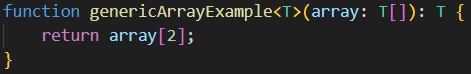 function genericArrayExample<T>(array: T[]): T {
    return array[2];
}